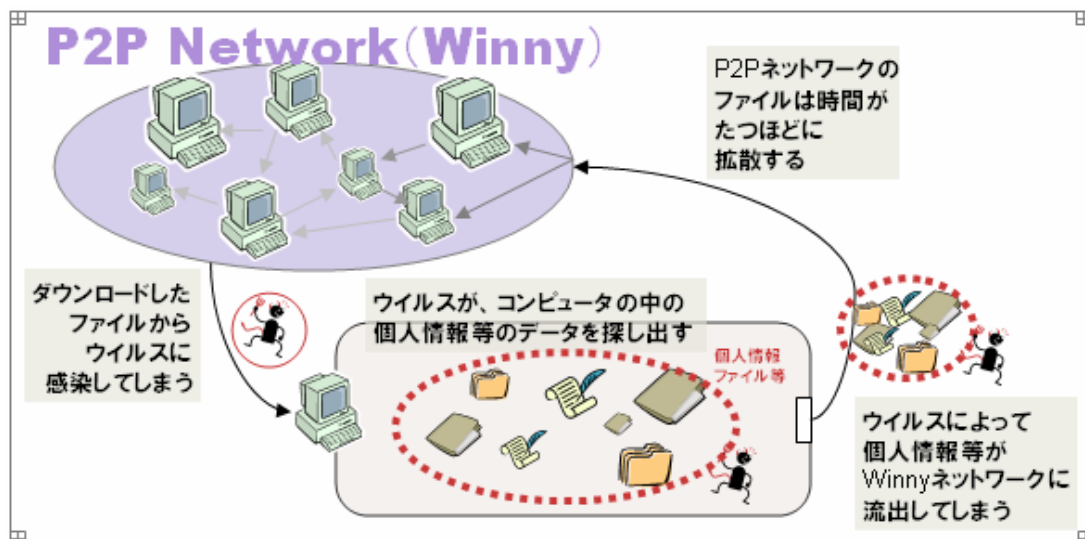 P2P Network（Winny）
P2Pネットワークの
ファイルは時間が
たつほどに
拡散する
ダウンロードした
ファイルから
ウイルスに
感染してしまう
ウイルスが、コンピュータの中の
個人情報等のデータを探し出す
個人情報
ファイル等
ウイルスによって
個人情報等が
Winnyネットワークに
流出してしまう